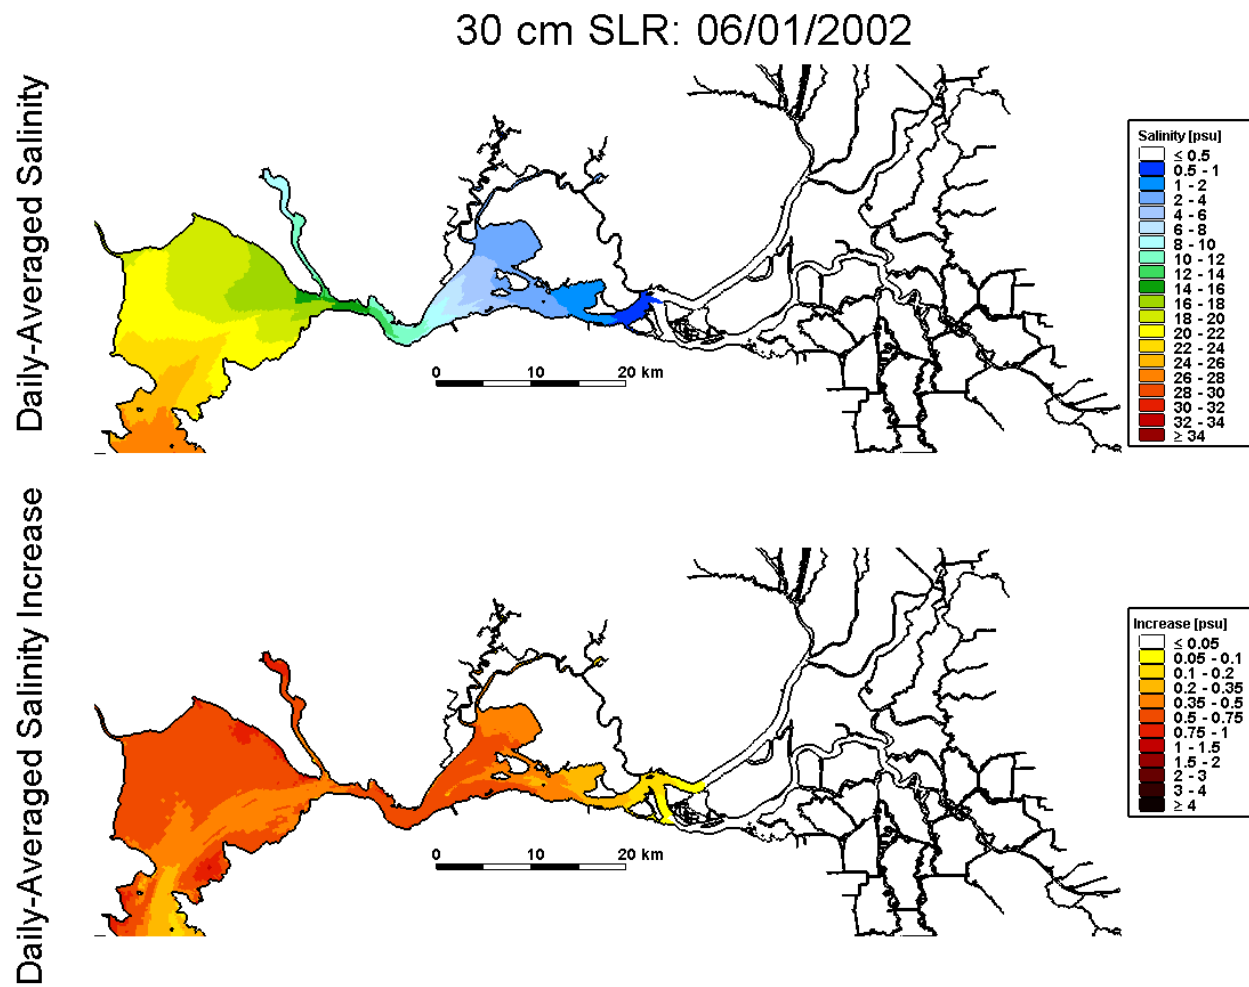 30 cm SLR: 06/01/2002
Daily-Averaged Salinity
Salinity [psu]
≤ 0.5
0.5 - 1
1 - 2
2 - 4
4 - 6
6 - 8
8 - 10
10 - 12
12 - 14
14 - 16
16 - 18
18 - 20
20 - 22
22 - 24
24 - 26
26 - 28
28 - 30
30 - 32
32 - 34
≥ 34
0 10 20 km
Daily-Averaged Salinity Increase
Increase [psu]
≤ 0.05
0.05 - 0.1
0.1 - 0.2
0.2 - 0.35
0.35 - 0.5
0.5 - 0.75
0.75 - 1
1 - 1.5
1.5 - 2
2 - 3
3 - 4
≥ 4
0 10 20 km